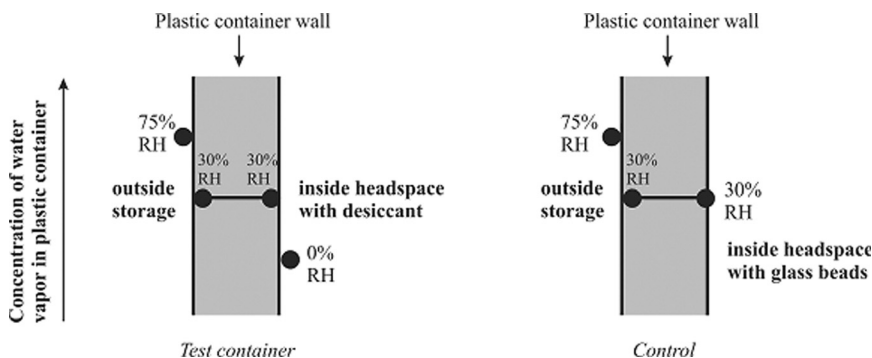 Plastic container wall
Plastic container wall
Concentration of water
vapor in plastic container
75%
RH
30%
RH
30%
RH
outside
storage
inside headspace
with desiccant
0%
RH
Test container
75%
RH
30%
RH
outside
storage
30%
RH
inside headspace
with glass beads
Control